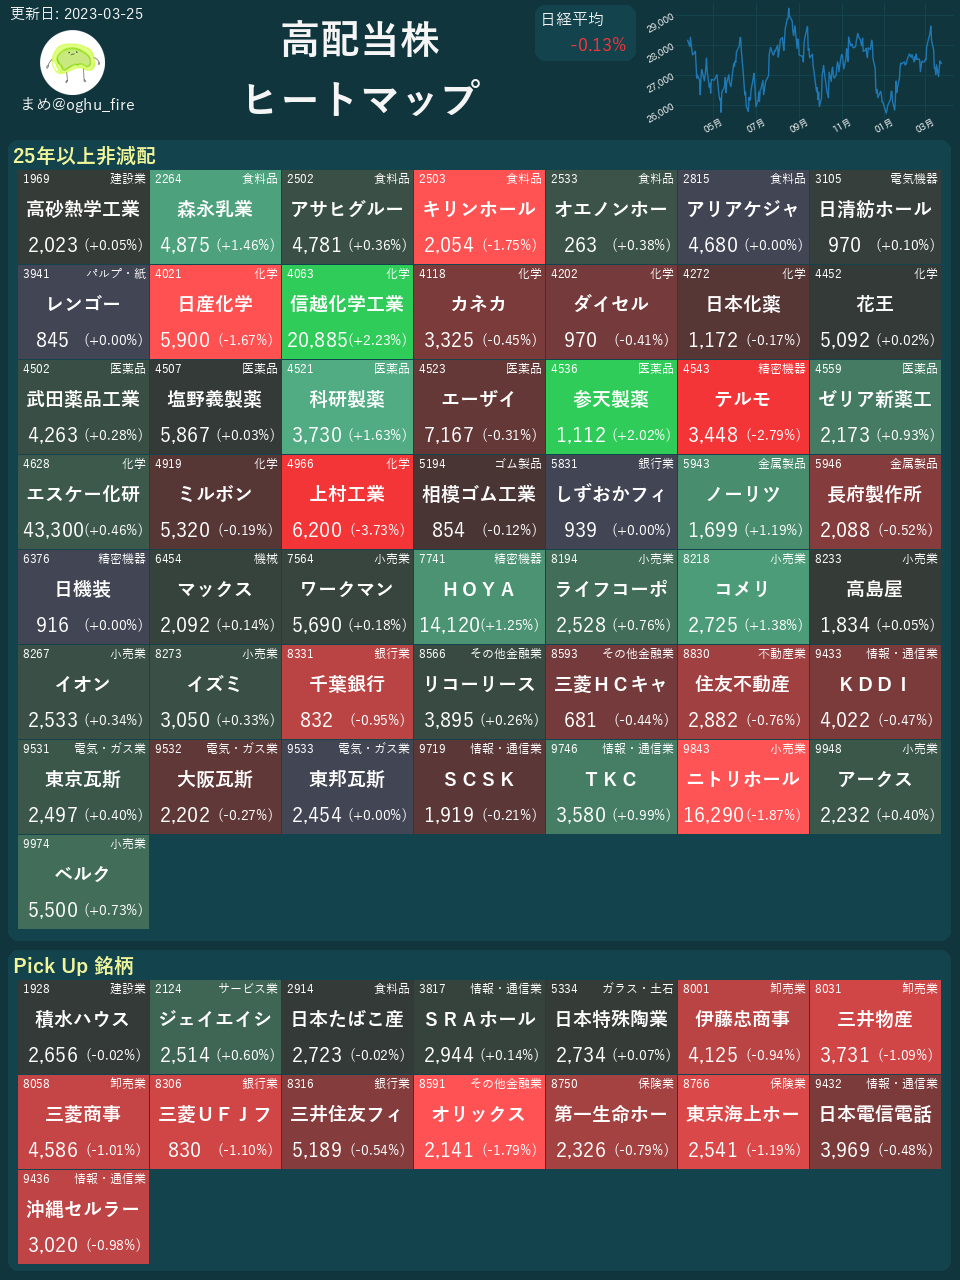 更新日: 2023-03-25
まめ@oghu_fire
高配当株
ヒートマップ
日経平均
-0.13%
29,000
28,000
27,000
26,000
05月 07月 09月 11月 01月 03月
25年以上非減配
1969 建設業 2264 食料品 2502 食料品 2503 食料品 2533 食料品 2815 食料品 3105 電気機器
高砂熱学工業 森永乳業 アサヒグルー キリンホール オエノンホー アリアケジャ 日清紡ホール
2,023 (+0.05%) 4,875 (+1.46%) 4,781 (+0.36%) 2,054 (-1.75%) 263 (+0.38%) 4,680 (+0.00%) 970 (+0.10%)
3941 パルプ・紙 4021 化学 4063 化学 4118 化学 4202 化学 4272 化学 4452 化学
レンゴー 日産化学 信越化学工業 カネカ ダイセル 日本化薬 花王
845 (+0.00%) 5,900 (-1.67%) 20,885(+2.23%) 3,325 (-0.45%) 970 (-0.41%) 1,172 (-0.17%) 5,092 (+0.02%)
4502 医薬品 4507 医薬品 4521 医薬品 4523 医薬品 4536 医薬品 4543 精密機器 4559 医薬品
武田薬品工業 塩野義製薬 科研製薬 エーザイ 参天製薬 テルモ ゼリア新薬工
4,263 (+0.28%) 5,867 (+0.03%) 3,730 (+1.63%) 7,167 (-0.31%) 1,112 (+2.02%) 3,448 (-2.79%) 2,173 (+0.93%)
4628 化学 4919 化学 4966 化学 5194 ゴム製品 5831 銀行業 5943 金属製品 5946 金属製品
エスケー化研 ミルボン 上村工業 相模ゴム工業 しずおかフィ ノーリツ 長府製作所
43,300(+0.46%) 5,320 (-0.19%) 6,200 (-3.73%) 854 (-0.12%) 939 (+0.00%) 1,699 (+1.19%) 2,088 (-0.52%)
6376 精密機器 6454 機械 7564 小売業 7741 精密機器 8194 小売業 8218 小売業 8233 小売業
日機装 マックス ワークマン ＨＯＹＡ ライフコーポ コメリ 高島屋
916 (+0.00%) 2,092 (+0.14%) 5,690 (+0.18%) 14,120(+1.25%) 2,528 (+0.76%) 2,725 (+1.38%) 1,834 (+0.05%)
8267 小売業 8273 小売業 8331 銀行業 8566 その他金融業 8593 その他金融業 8830 不動産業 9433 情報・通信業
イオン イズミ 千葉銀行 リコーリース 三菱ＨＣキャ 住友不動産 ＫＤＤＩ
2,533 (+0.34%) 3,050 (+0.33%) 832 (-0.95%) 3,895 (+0.26%) 681 (-0.44%) 2,882 (-0.76%) 4,022 (-0.47%)
9531 電気・ガス業 9532 電気・ガス業 9533 電気・ガス業 9719 情報・通信業 9746 情報・通信業 9843 小売業 9948 小売業
東京瓦斯 大阪瓦斯 東邦瓦斯 ＳＣＳＫ ＴＫＣ ニトリホール アークス
2,497 (+0.40%) 2,202 (-0.27%) 2,454 (+0.00%) 1,919 (-0.21%) 3,580 (+0.99%) 16,290(-1.87%) 2,232 (+0.40%)
9974 小売業
ベルク
5,500 (+0.73%)
Pick Up 銘柄
1928 建設業 2124 サービス業 2914 食料品 3817 情報・通信業 5334 ガラス・土石 8001 卸売業 8031 卸売業
積水ハウス ジェイエイシ 日本たばこ産 ＳＲＡホール 日本特殊陶業 伊藤忠商事 三井物産
2,656 (-0.02%) 2,514 (+0.60%) 2,723 (-0.02%) 2,944 (+0.14%) 2,734 (+0.07%) 4,125 (-0.94%) 3,731 (-1.09%)
8058 卸売業 8306 銀行業 8316 銀行業 8591 その他金融業 8750 保険業 8766 保険業 9432 情報・通信業
三菱商事 三菱ＵＦＪフ 三井住友フィ オリックス 第一生命ホー 東京海上ホー 日本電信電話
4,586 (-1.01%) 830 (-1.10%) 5,189 (-0.54%) 2,141 (-1.79%) 2,326 (-0.79%) 2,541 (-1.19%) 3,969 (-0.48%)
9436 情報・通信業
沖縄セルラー
3,020 (-0.98%)